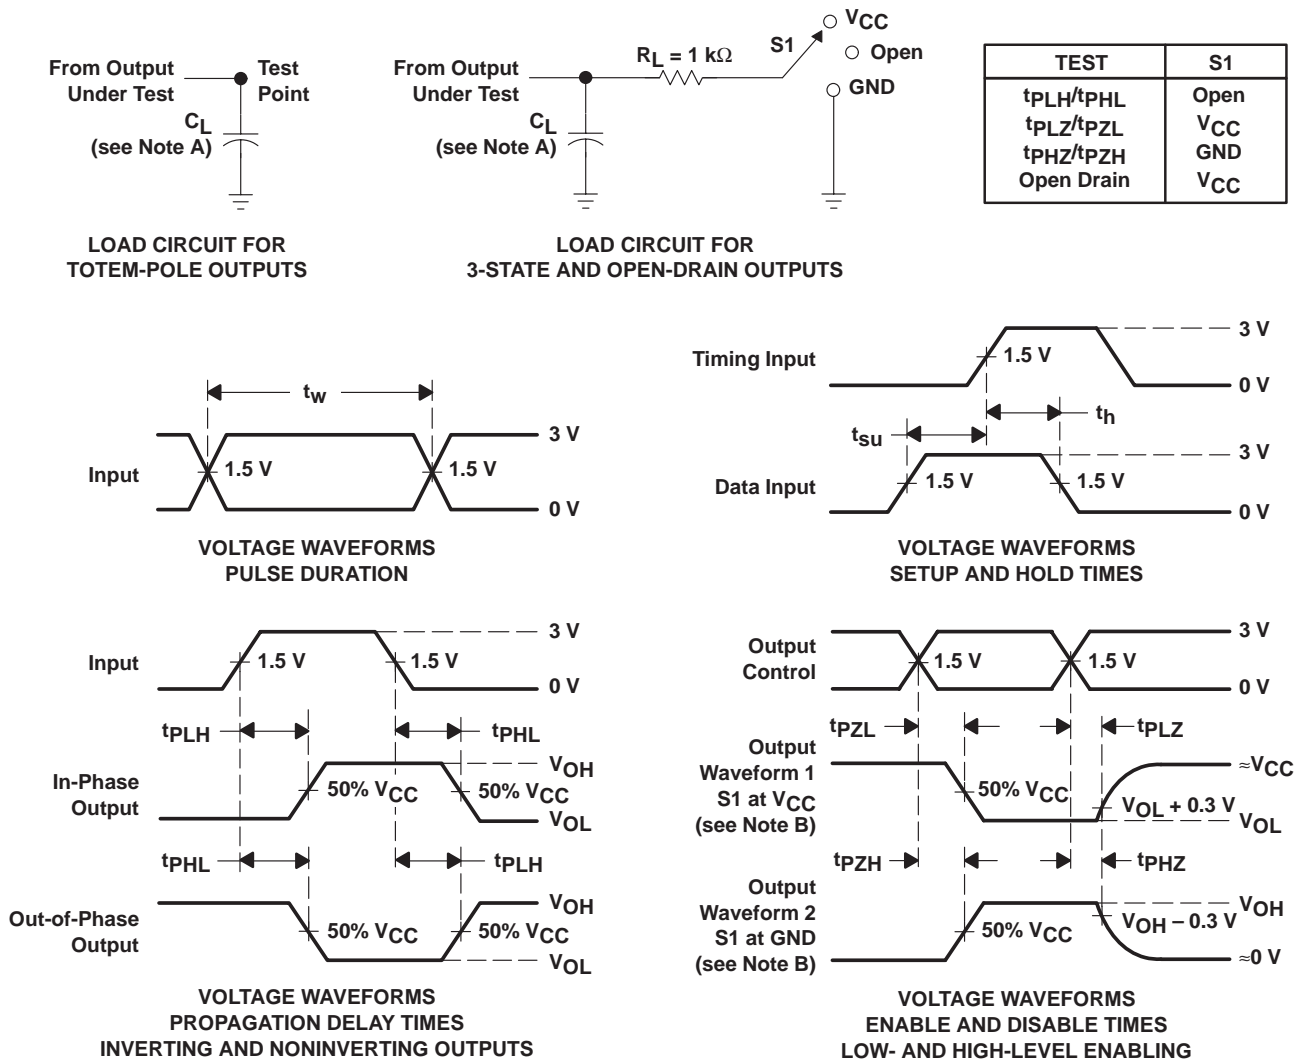 From Output
Under Test
Test
Point
CL
(see Note A)
LOAD CIRCUIT FOR
TOTEM-POLE OUTPUTS
From Output
Under Test
CL
(see Note A)
RL = 1 kΩ
S1
VCC
Open
GND
LOAD CIRCUIT FOR
3-STATE AND OPEN-DRAIN OUTPUTS
TEST S1
tPLH/tPHL Open
tPLZ/tPZL VCC
tPHZ/tPZH GND
Open Drain VCC
tw
Input
1.5 V
1.5 V
3 V
0 V
VOLTAGE WAVEFORMS
PULSE DURATION
Timing Input
1.5 V
3 V
0 V
th
tsu
Data Input
1.5 V
1.5 V
3 V
0 V
VOLTAGE WAVEFORMS
SETUP AND HOLD TIMES
Input
1.5 V
1.5 V
3 V
0 V
tPLH
tPHL
In-Phase
Output
50% VCC
50% VCC
VOH
VOL
tPHL
tPLH
Out-of-Phase
Output
50% VCC
50% VCC
VOH
VOL
VOLTAGE WAVEFORMS
PROPAGATION DELAY TIMES
INVERTING AND NONINVERTING OUTPUTS
Output
Control
1.5 V
1.5 V
3 V
0 V
tPZL
tPLZ
Output
Waveform 1
S1 at VCC
(see Note B)
50% VCC
VOL + 0.3 V
≈VCC
VOL
tPZH
tPHZ
Output
Waveform 2
S1 at GND
(see Note B)
50% VCC
VOH – 0.3 V
VOH
≈0 V
VOLTAGE WAVEFORMS
ENABLE AND DISABLE TIMES
LOW- AND HIGH-LEVEL ENABLING